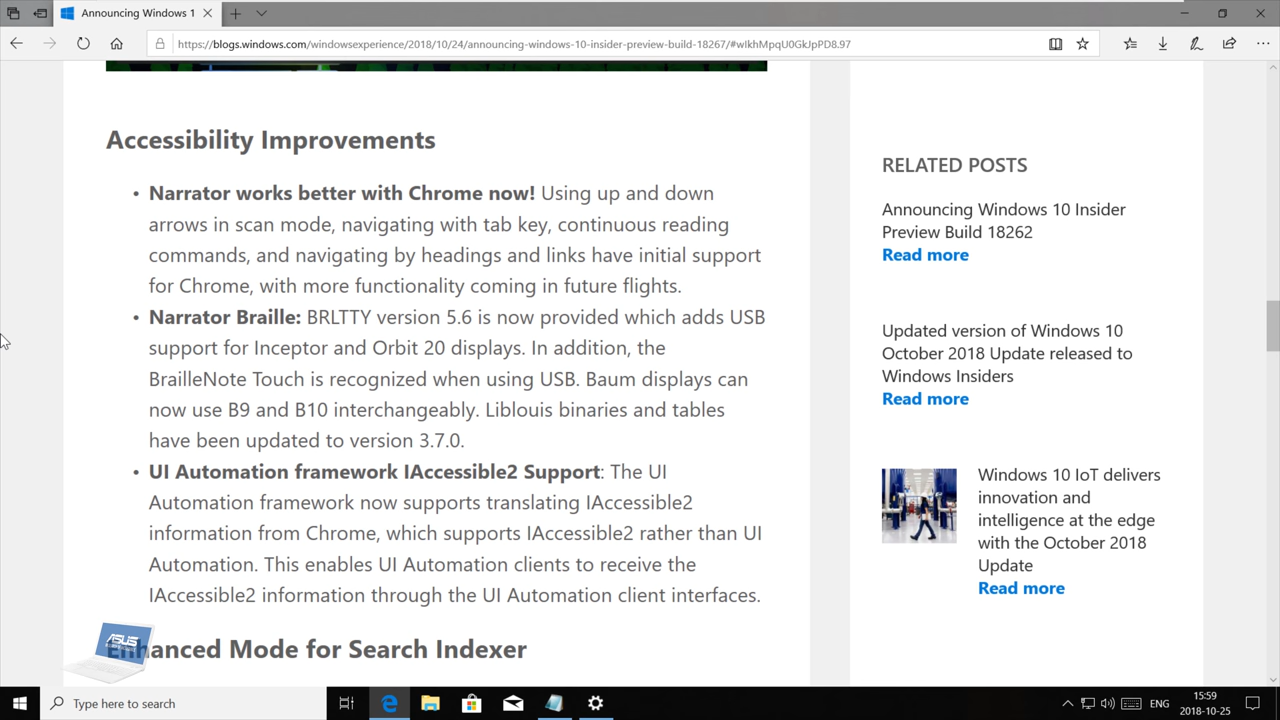 Announcing Windows 1
https://blogs.windows.com/windowsexperience/2018/10/24/announcing-windows-10-insider-preview-build-18267/#wIkhMpqU0GkJpPD8.97
Accessibility Improvements
• Narrator works better with Chrome now! Using up and down
arrows in scan mode, navigating with tab key, continuous reading
commands, and navigating by headings and links have initial support
for Chrome, with more functionality coming in future flights.
• Narrator Braille: BRLTTY version 5.6 is now provided which adds USB
support for Inceptor and Orbit 20 displays. In addition, the
BrailleNote Touch is recognized when using USB. Baum displays can
now use B9 and B10 interchangeably. Liblouis binaries and tables
have been updated to version 3.7.0.
• UI Automation framework IAccessible2 Support: The UI
Automation framework now supports translating IAccessible2
information from Chrome, which supports IAccessible2 rather than UI
Automation. This enables UI Automation clients to receive the
IAccessible2 information through the UI Automation client interfaces.
Enhanced Mode for Search Indexer
ASUS
RELATED POSTS
Announcing Windows 10 Insider
Preview Build 18262
Read more
Updated version of Windows 10
October 2018 Update released to
Windows Insiders
Read more
Windows 10 IoT delivers
innovation and
intelligence at the edge
with the October 2018
Update
Read more
Type here to search
ENG
15:59
2018-10-25